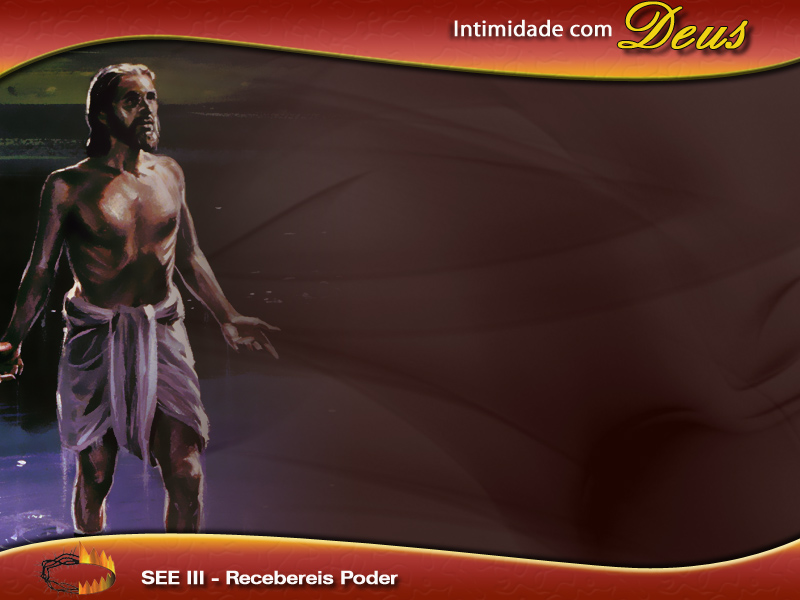 Intimidade com Deus
SEE III - Recebereis Poder